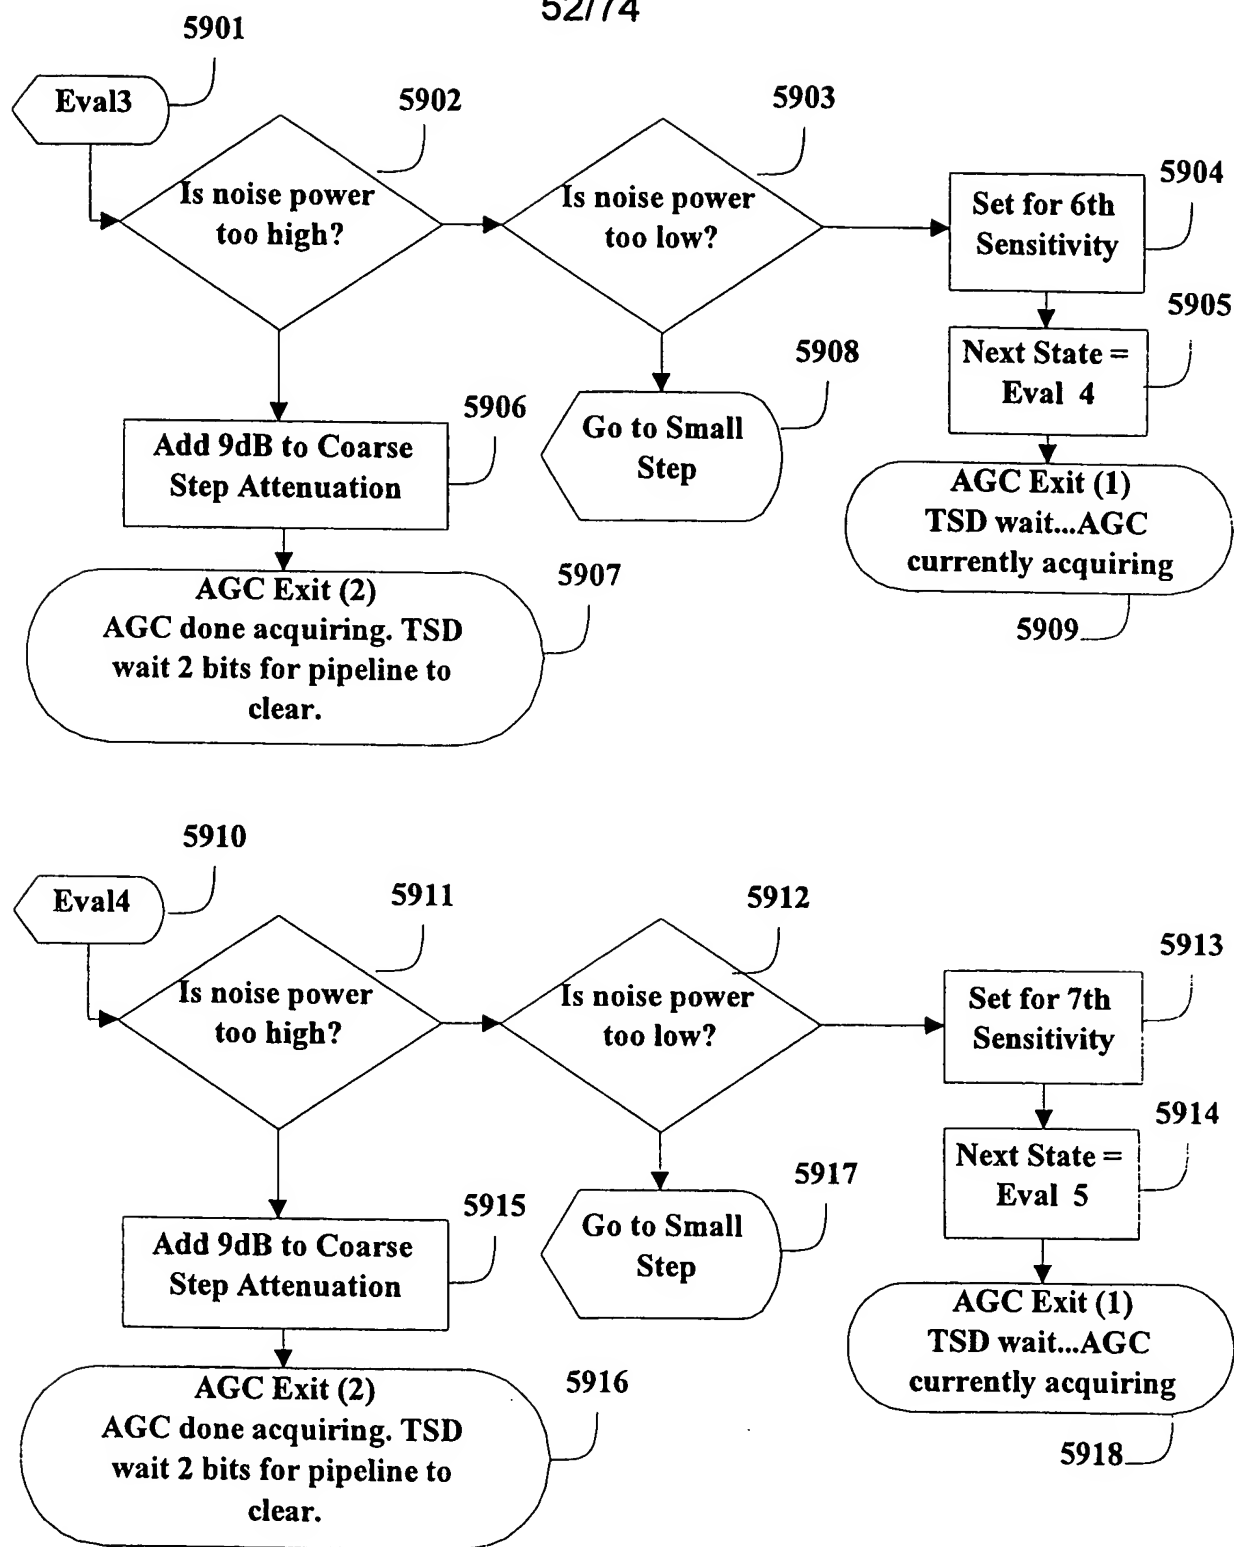 52/74
5901
Eval3
5902
5903
Is noise power
too high?
Is noise power
too low?
5904
Set for 6th
Sensitivity
5905
Next State =
Eval 4
5906
Add 9dB to Coarse
Step Attenuation
5908
Go to Small
Step
AGC Exit (1)
TSD wait...AGC
currently acquiring
5909
5907
AGC Exit (2)
AGC done acquiring. TSD
wait 2 bits for pipeline to
clear.
5910
Eval4
5911
5912
Is noise power
too high?
Is noise power
too low?
5913
Set for 7th
Sensitivity
5914
Next State =
Eval 5
5915
Add 9dB to Coarse
Step Attenuation
5917
Go to Small
Step
AGC Exit (1)
TSD wait...AGC
currently acquiring
5918
5916
AGC Exit (2)
AGC done acquiring. TSD
wait 2 bits for pipeline to
clear.